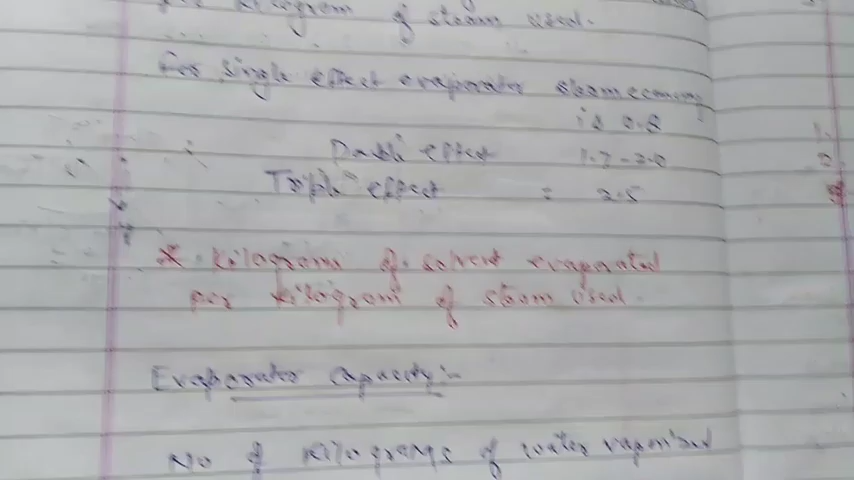 per kilogram of steam used.
For single effect evaporator steam economy
is 0.8
Double effect 1.7-2.0
Triple effect = 2.5
* Kilograms of solvent evaporated
per kilogram of steam used.
Evaporator Capacity:-
No of kilograms of water vaporized